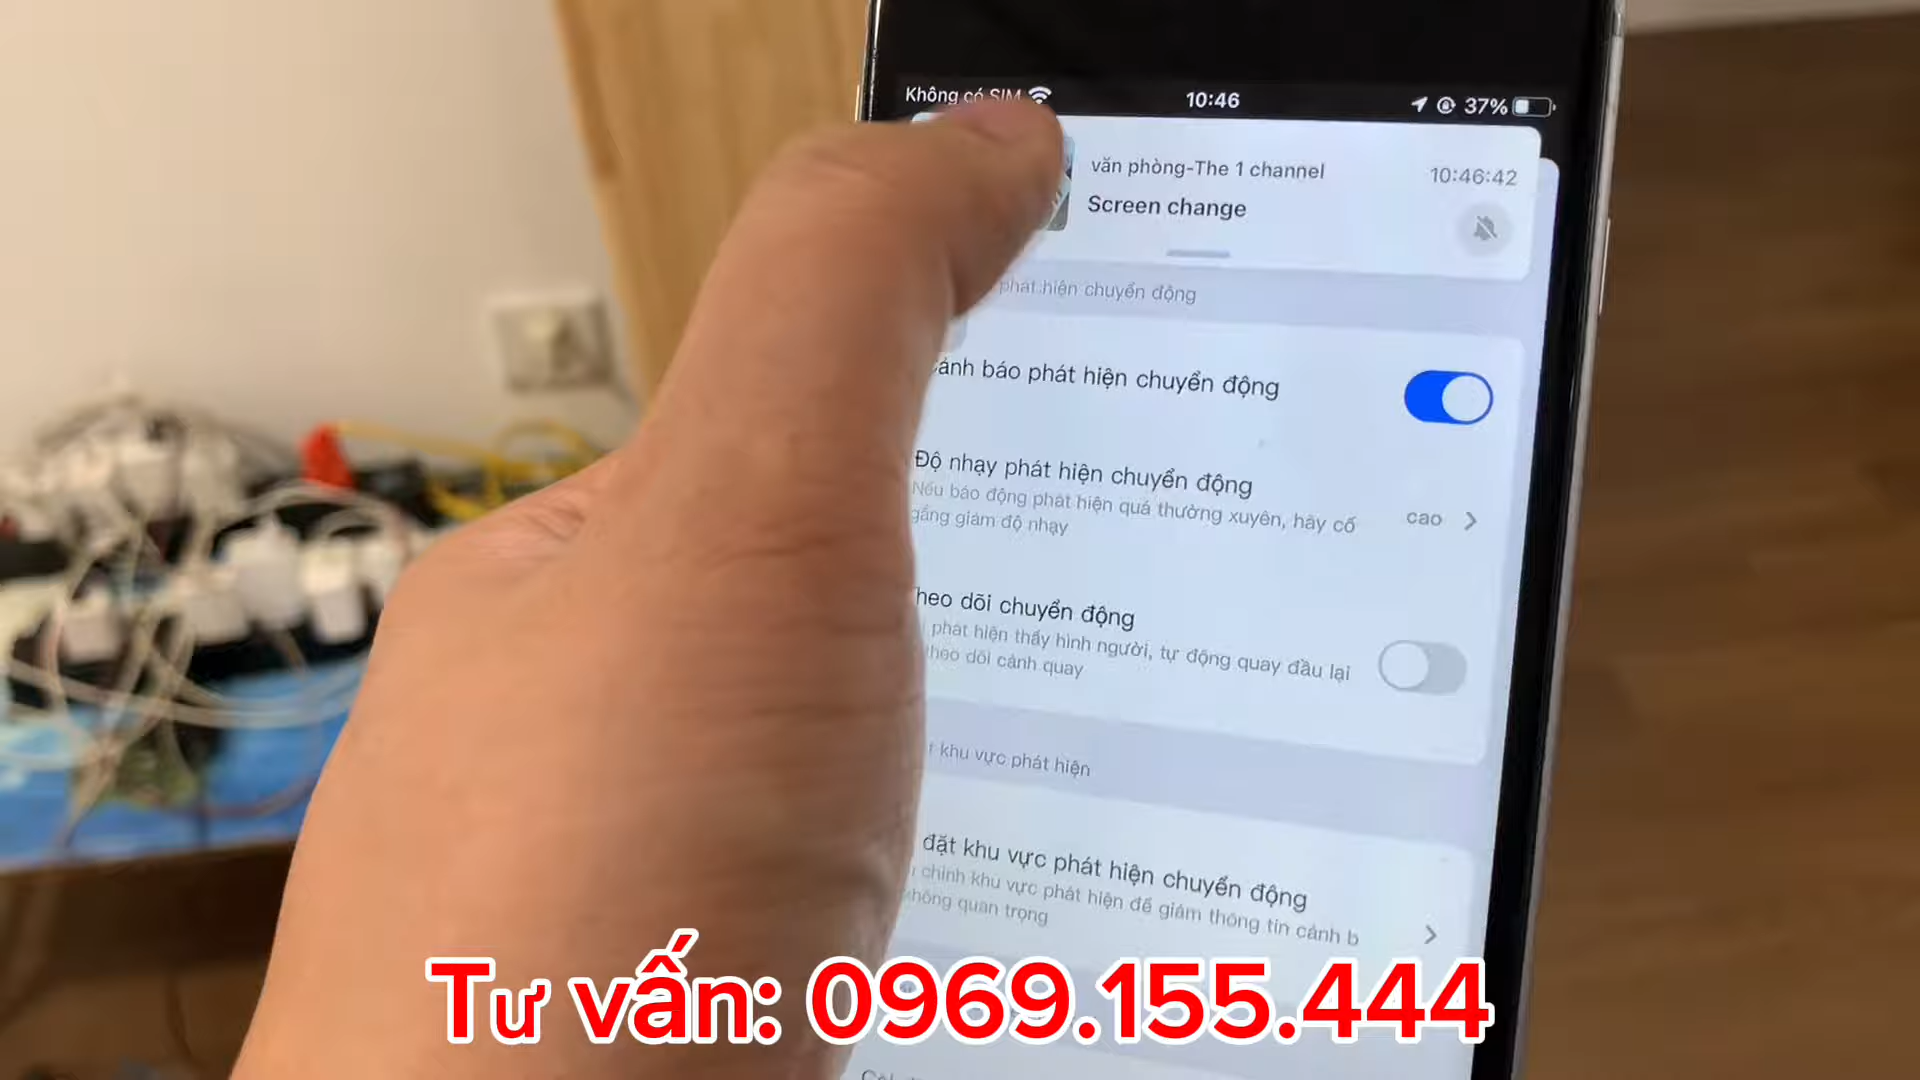 Không có SIM
10:46
37%
văn phòng-The 1 channel
10:46:42
Screen change
phát hiện chuyển động
cảnh báo phát hiện chuyển động
Độ nhạy phát hiện chuyển động
Nếu báo động phát hiện quá thường xuyên, hãy cố
gắng giảm độ nhạy
cao
Theo dõi chuyển động
phát hiện thấy hình người, tự động quay đầu lại
theo dõi cảnh quay
khu vực phát hiện
đặt khu vực phát hiện chuyển động
chỉnh khu vực phát hiện để giảm thông tin cảnh b
không quan trọng
Tư vấn: 0969.155.444